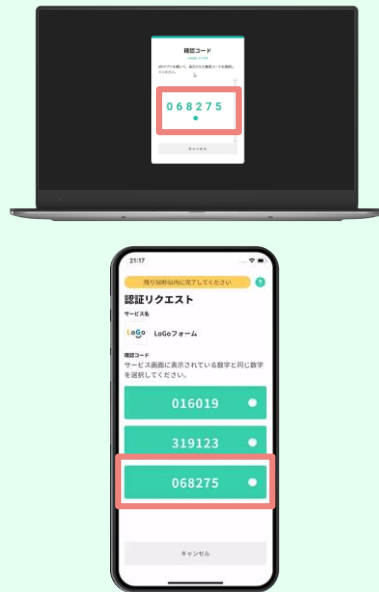 確認コード
068275
キャンセル
21:17
残り50秒以内に完了してください
認証リクエスト
サービス名
LoGo
LoGoフォーム
確認コード
サービス画面に表示されている数字と同じ数字
を選択してください。
016019
319123
068275
キャンセル